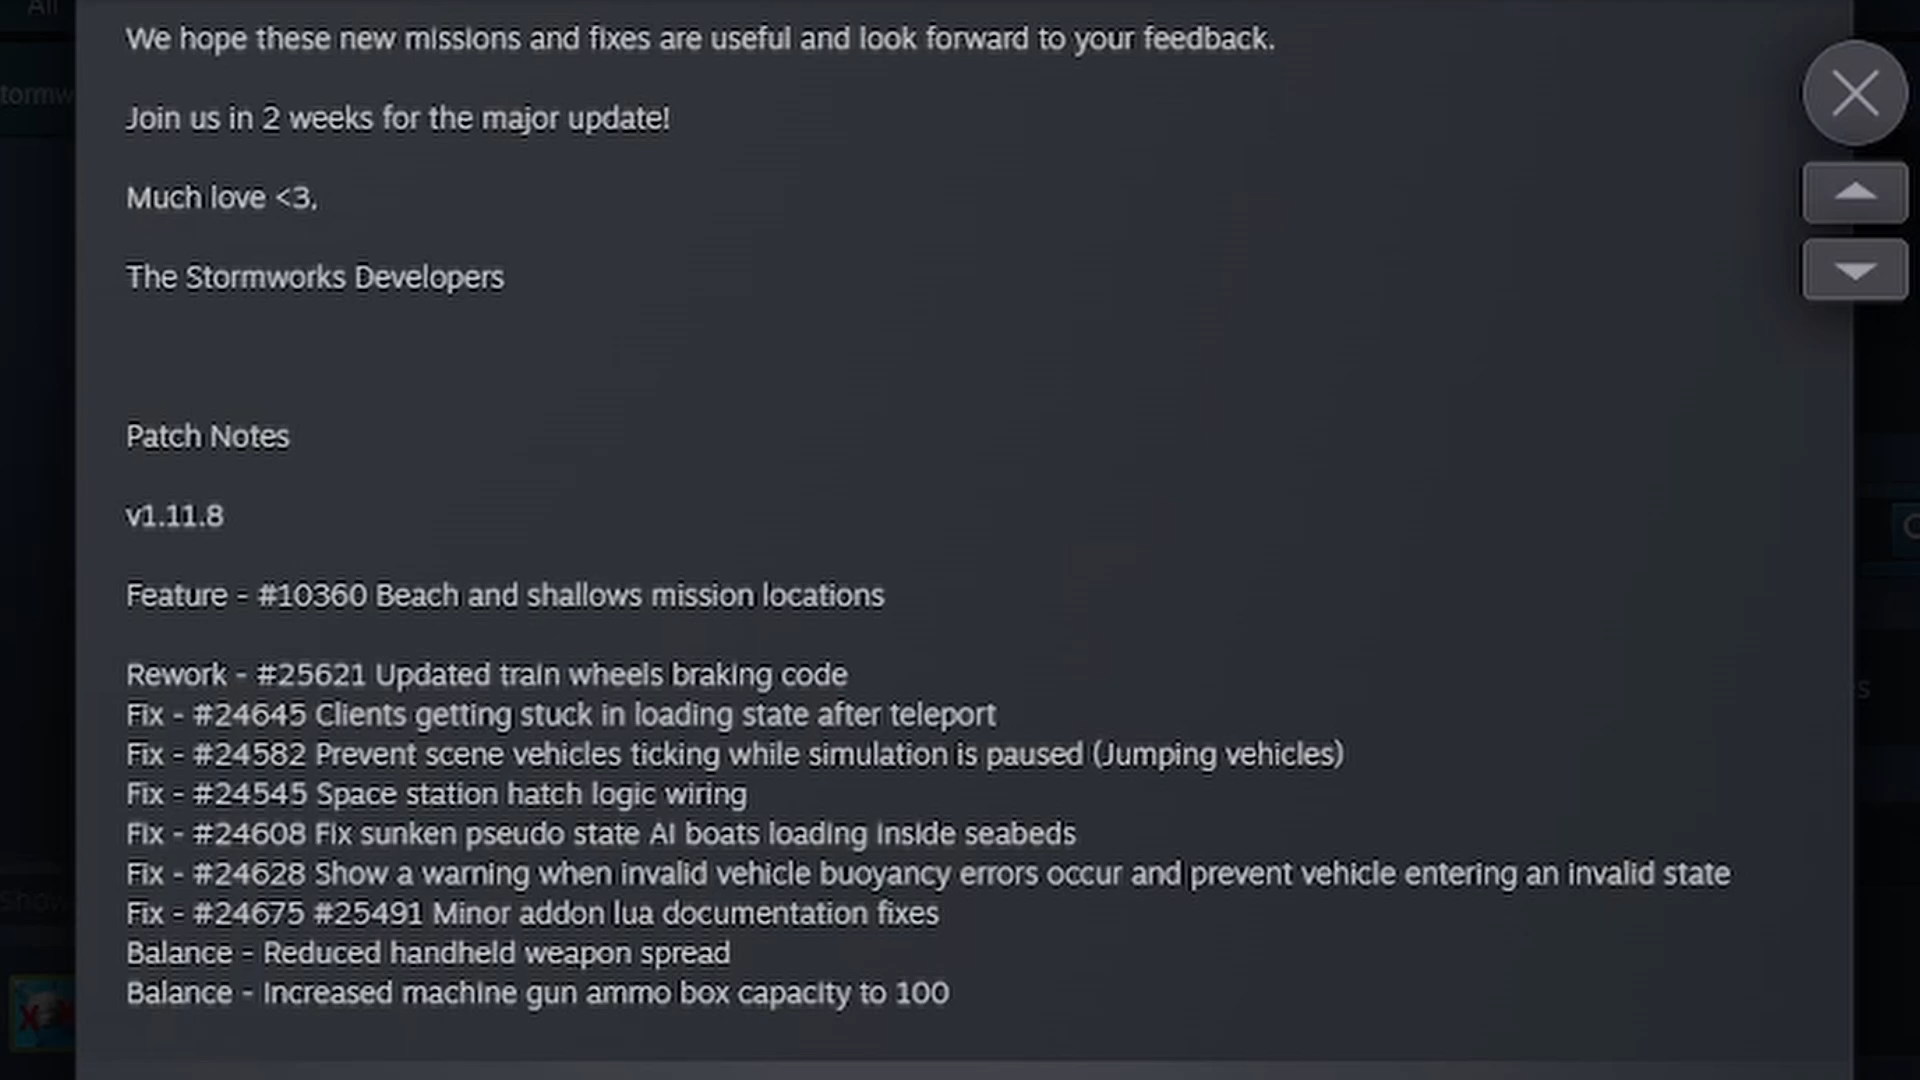 All
We hope these new missions and fixes are useful and look forward to your feedback.
Join us in 2 weeks for the major update!
Much love <3,
The Stormworks Developers
Patch Notes
v1.11.8
Feature - #10360 Beach and shallows mission locations
Rework - #25621 Updated train wheels braking code
Fix - #24645 Clients getting stuck in loading state after teleport
Fix - #24582 Prevent scene vehicles ticking while simulation is paused (Jumping vehicles)
Fix - #24545 Space station hatch logic wiring
Fix - #24608 Fix sunken pseudo state AI boats loading inside seabeds
Fix - #24628 Show a warning when invalid vehicle buoyancy errors occur and prevent vehicle entering an invalid state
Fix - #24675 #25491 Minor addon lua documentation fixes
Balance - Reduced handheld weapon spread
Balance - Increased machine gun ammo box capacity to 100
Show